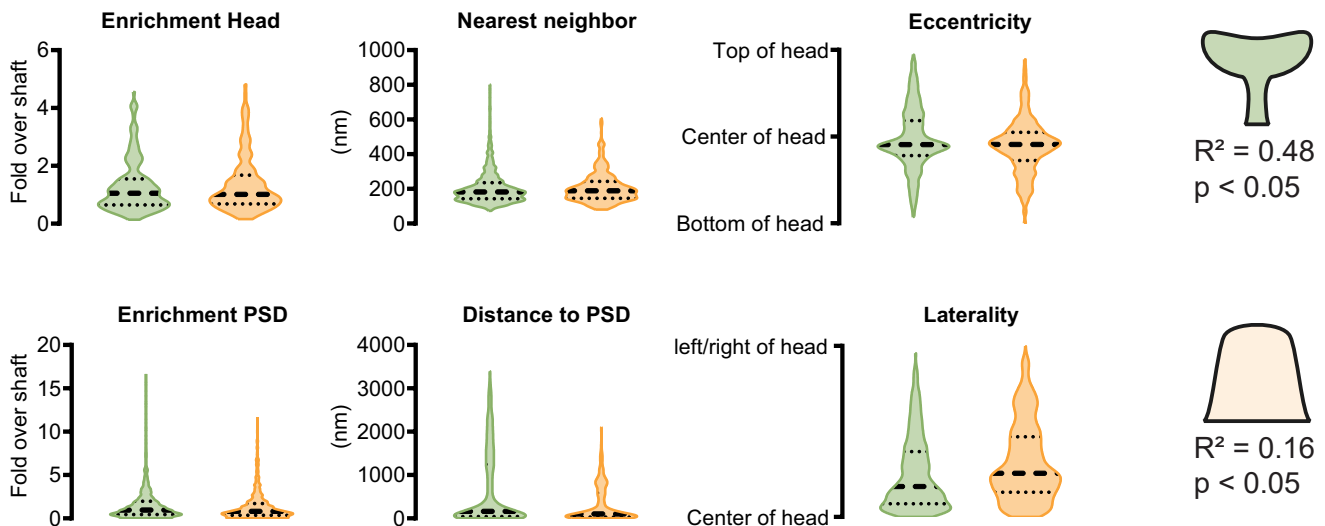 Enrichment Head
Fold over shaft
6
4
2
0
Nearest neighbor
(nm)
1000
800
600
400
200
0
Eccentricity
Top of head
Center of head
Bottom of head
R² = 0.48
p < 0.05
Enrichment PSD
Fold over shaft
20
15
10
5
0
Distance to PSD
(nm)
4000
3000
2000
1000
0
Laterality
left/right of head
Center of head
R² = 0.16
p < 0.05